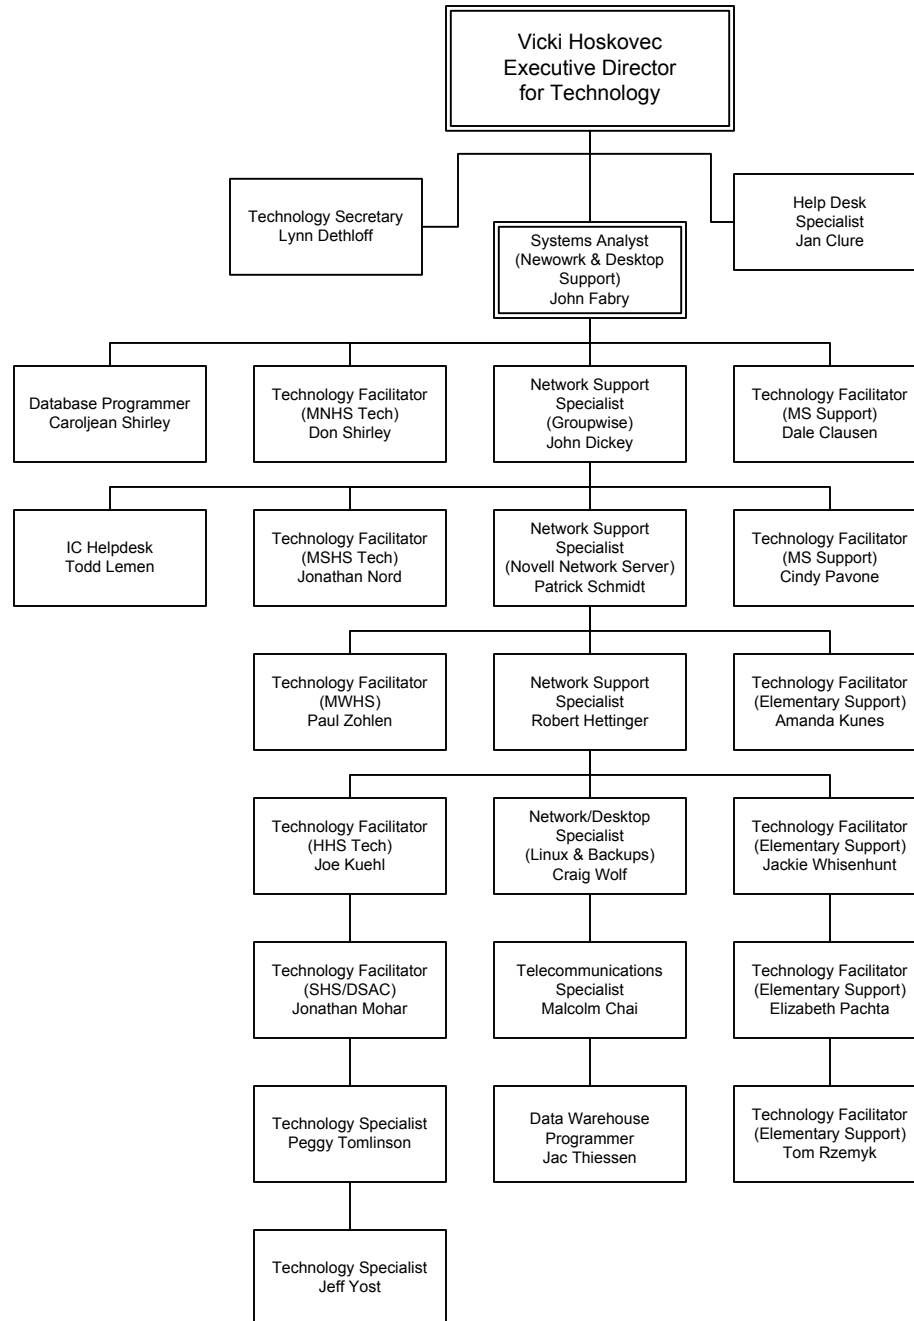 Vicki Hoskovec
Executive Director
for Technology
Technology Secretary
Lynn Dethloff
Help Desk
Specialist
Jan Clure
Systems Analyst
(Newowrk & Desktop
Support)
John Fabry
Database Programmer
Caroljean Shirley
Technology Facilitator
(MNHS Tech)
Don Shirley
Network Support
Specialist
(Groupwise)
John Dickey
Technology Facilitator
(MS Support)
Dale Clausen
IC Helpdesk
Todd Lemen
Technology Facilitator
(MSHS Tech)
Jonathan Nord
Network Support
Specialist
(Novell Network Server)
Patrick Schmidt
Technology Facilitator
(MS Support)
Cindy Pavone
Technology Facilitator
(MWHS)
Paul Zohlen
Network Support
Specialist
Robert Hettinger
Technology Facilitator
(Elementary Support)
Amanda Kunes
Technology Facilitator
(HHS Tech)
Joe Kuehl
Network/Desktop
Specialist
(Linux & Backups)
Craig Wolf
Technology Facilitator
(Elementary Support)
Jackie Whisenhunt
Technology Facilitator
(SHS/DSAC)
Jonathan Mohar
Telecommunications
Specialist
Malcolm Chai
Technology Facilitator
(Elementary Support)
Elizabeth Pachta
Technology Specialist
Peggy Tomlinson
Data Warehouse
Programmer
Jac Thiessen
Technology Facilitator
(Elementary Support)
Tom Rzemyk
Technology Specialist
Jeff Yost